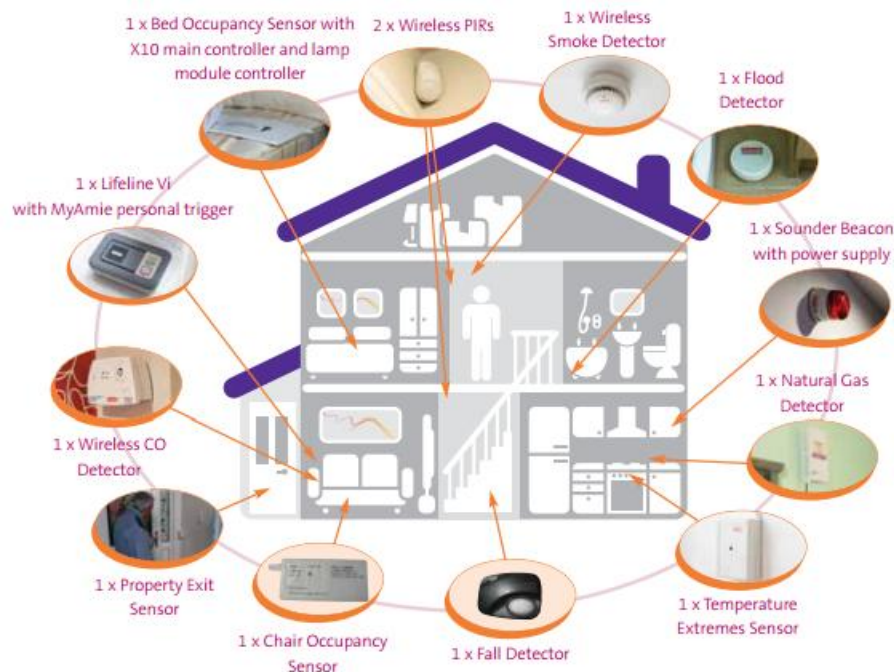 1 x Bed Occupancy Sensor with
X10 main controller and lamp
module controller
2 x Wireless PIRs
1 x Wireless
Smoke Detector
1 x Flood
Detector
1 x Lifeline Vi
with MyAmie personal trigger
1 x Sounder Beacon
with power supply
1 x Natural Gas
Detector
1 x Wireless CO
Detector
1 x Property Exit
Sensor
1 x Chair Occupancy
Sensor
1 x Fall Detector
1 x Temperature
Extremes Sensor